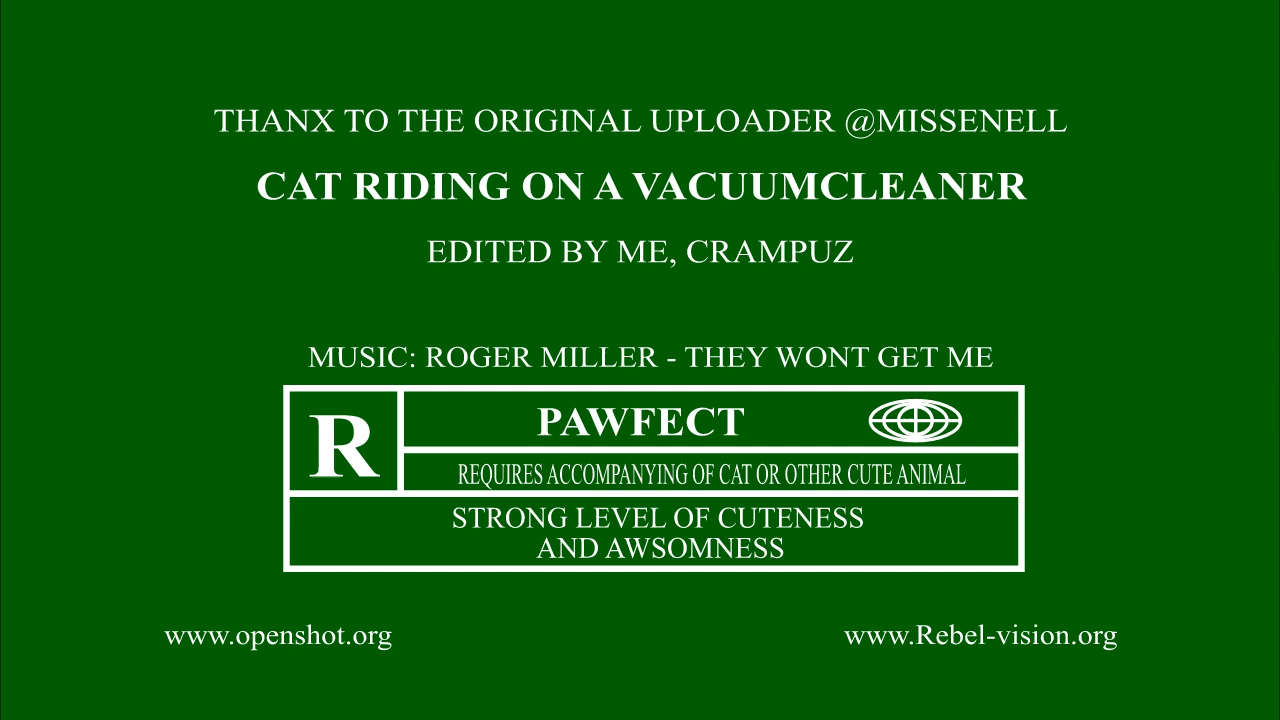 THANX TO THE ORIGINAL UPLOADER @MISSENELL
CAT RIDING ON A VACUUMCLEANER
EDITED BY ME, CRAMPUZ
MUSIC: ROGER MILLER - THEY WONT GET ME
R
PAWFECT
REQUIRES ACCOMPANYING OF CAT OR OTHER CUTE ANIMAL
STRONG LEVEL OF CUTENESS
AND AWSOMNESS
www.openshot.org
www.Rebel-vision.org